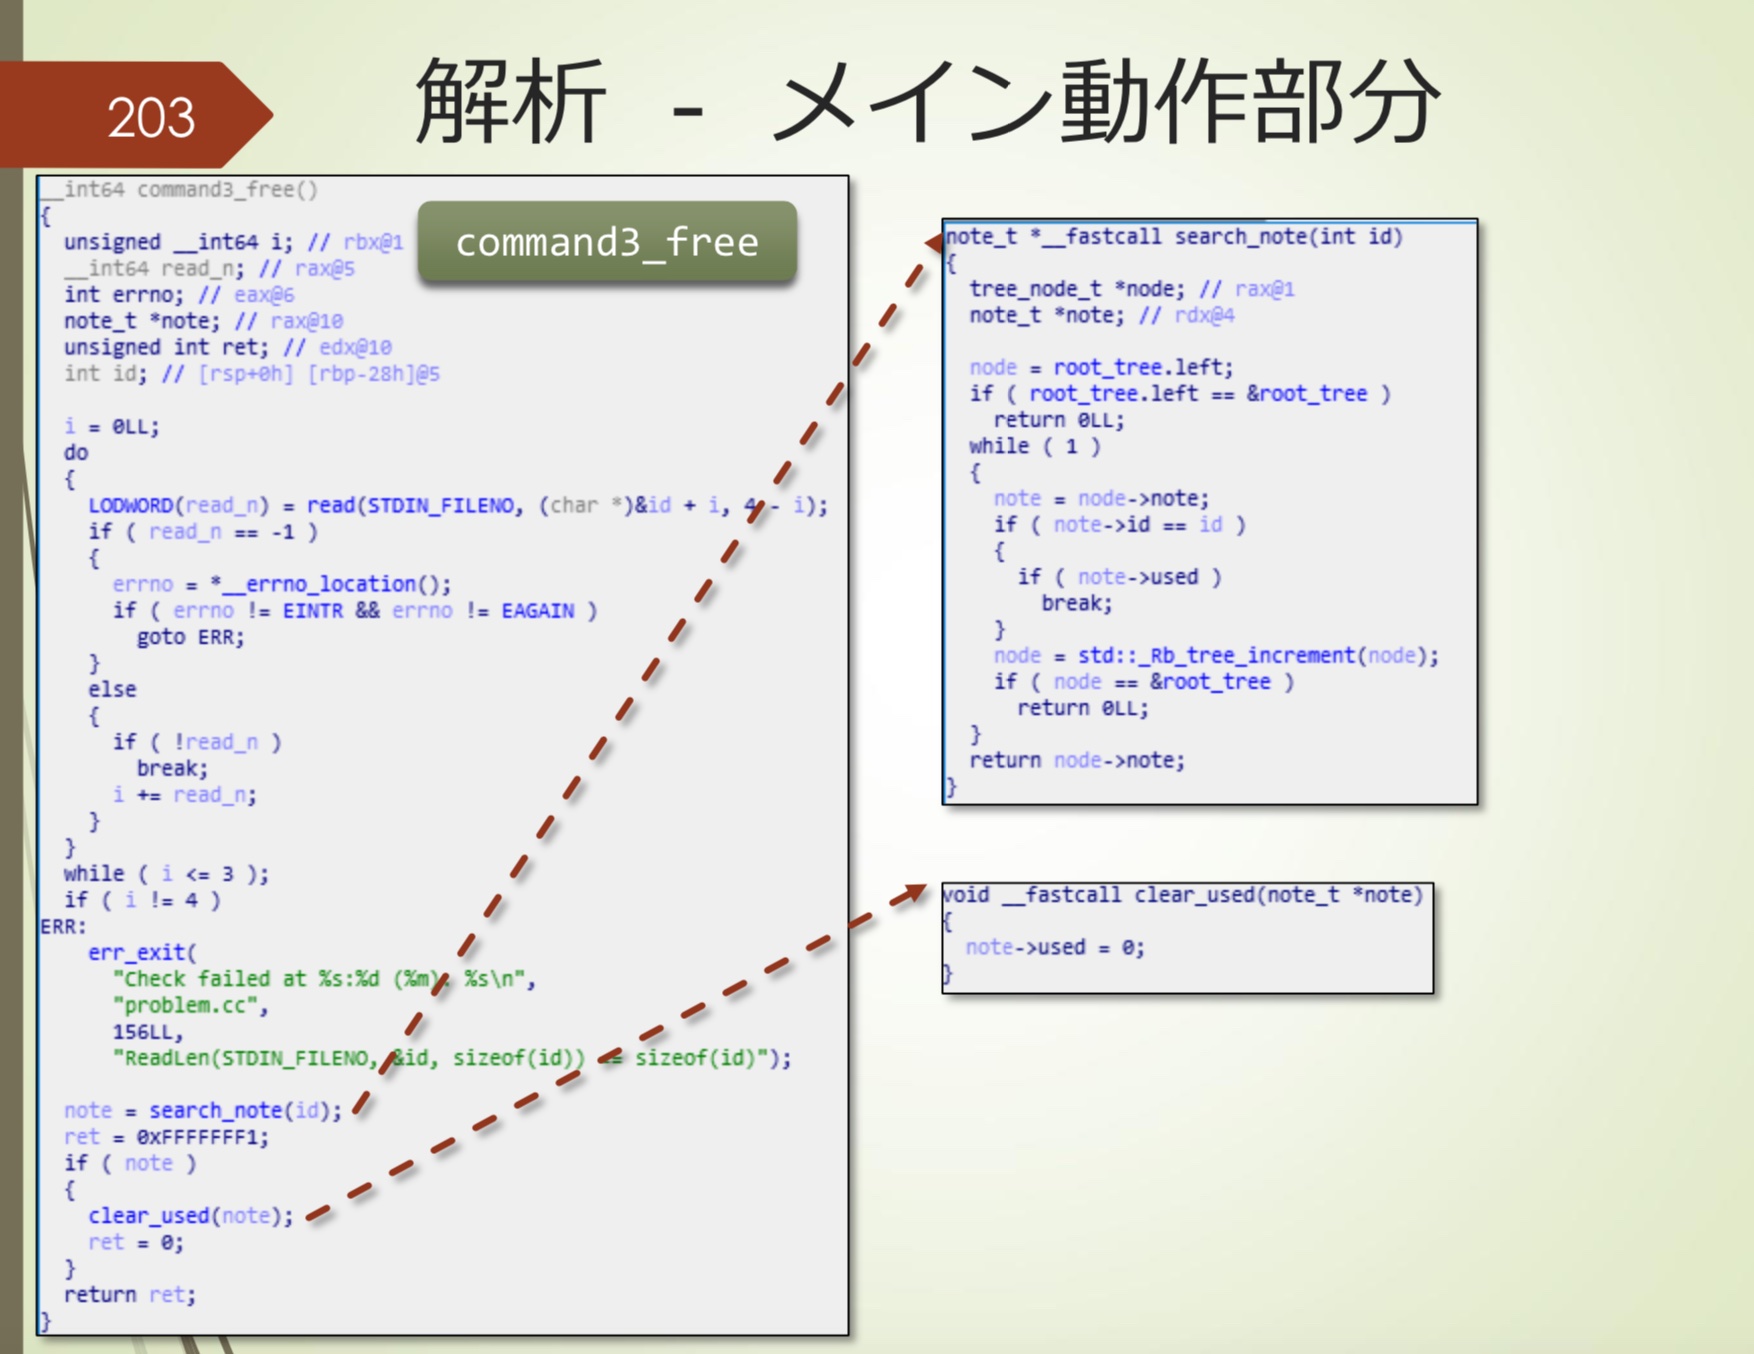 203
解析 - メイン動作部分
__int64 command3_free()
{
unsigned __int64 i; // rbx@1
__int64 read_n; // rax@5
int errno; // eax@6
note_t *note; // rax@10
unsigned int ret; // edx@10
int id; // [rsp+0h] [rbp-28h]@5
i = 0LL;
do
{
LODWORD(read_n) = read(STDIN_FILENO, (char *)&id + i, 4 - i);
if ( read_n == -1 )
{
errno = *__errno_location();
if ( errno != EINTR && errno != EAGAIN )
goto ERR;
}
else
{
if ( !read_n )
break;
i += read_n;
}
}
while ( i <= 3 );
if ( i != 4 )
ERR:
err_exit(
"Check failed at %s:%d (%m): %s\n",
"problem.cc",
156LL,
"ReadLen(STDIN_FILENO, &id, sizeof(id)) == sizeof(id)");
note = search_note(id);
ret = 0xFFFFFFF1;
if ( note )
{
clear_used(note);
ret = 0;
}
return ret;
}
command3_free
note_t *__fastcall search_note(int id)
{
tree_node_t *node; // rax@1
note_t *note; // rdx@4
node = root_tree.left;
if ( root_tree.left == &root_tree )
return 0LL;
while ( 1 )
{
note = node->note;
if ( note->id == id )
{
if ( note->used )
break;
}
node = std::_Rb_tree_increment(node);
if ( node == &root_tree )
return 0LL;
}
return node->note;
}
void __fastcall clear_used(note_t *note)
{
note->used = 0;
}